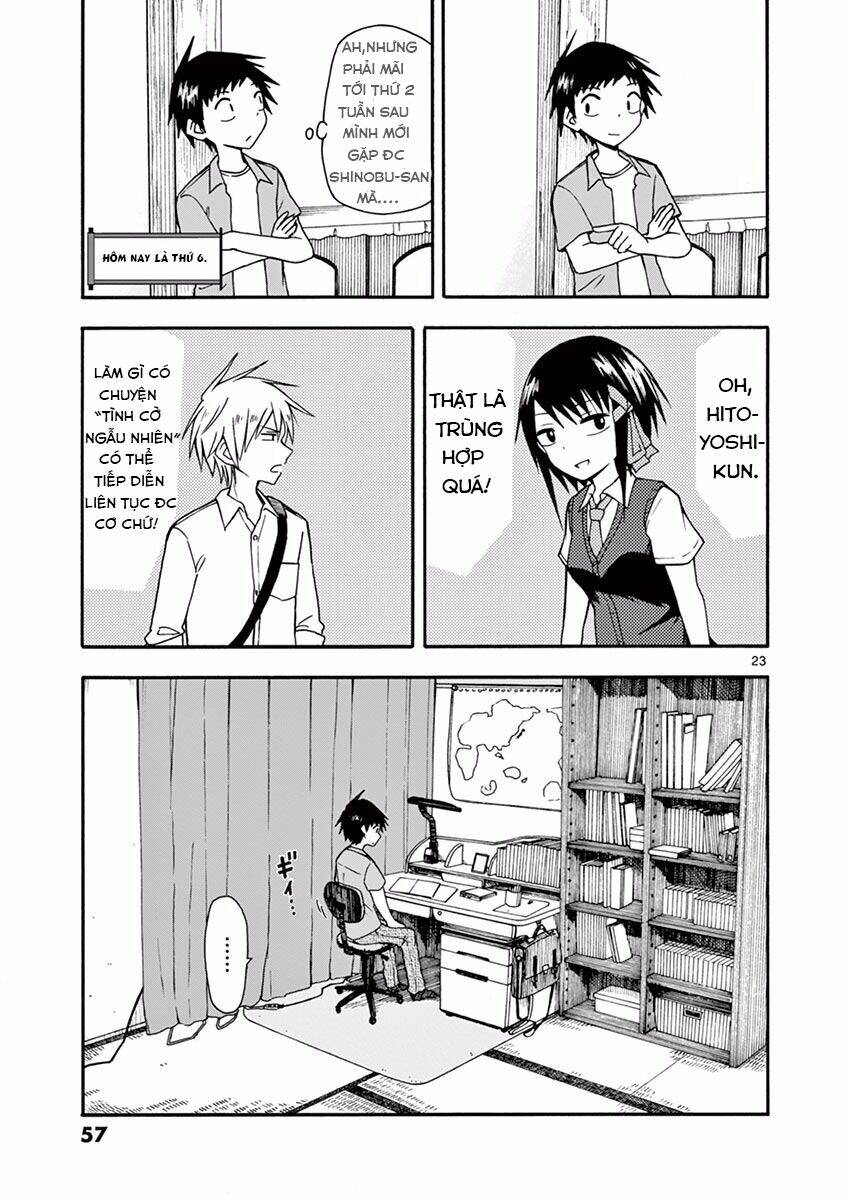 AH,NHƯNG
PHẢI MÃI
TỚI THỨ 2
TUẦN SAU
MÌNH MỚI
GẶP ĐC
SHINOBU-SAN
MÀ....
HÔM NAY LÀ THỨ 6.
OH,
HITO-
YOSHI-
KUN.
THẬT LÀ
TRÙNG
HỢP
QUÁ!
LÀM GÌ CÓ
CHUYỆN
“TÌNH CỜ
NGẪU NHIÊN”
CÓ THỂ
TIẾP DIỄN
LIÊN TỤC ĐC
CƠ CHỨ!
23
ギィ...
......
57